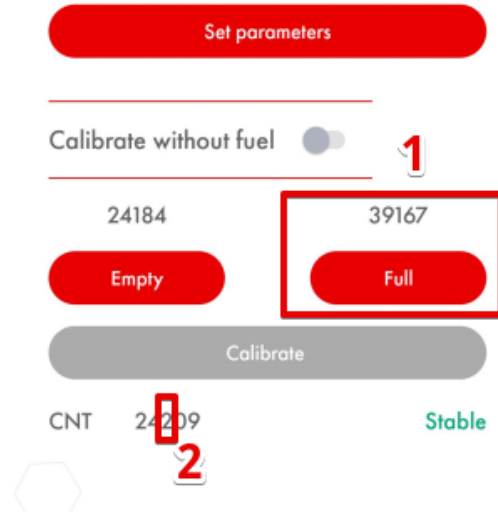 Set parameters
Calibrate without fuel
1
24184 39167
Empty Full
Calibrate
CNT 24209 Stable
2